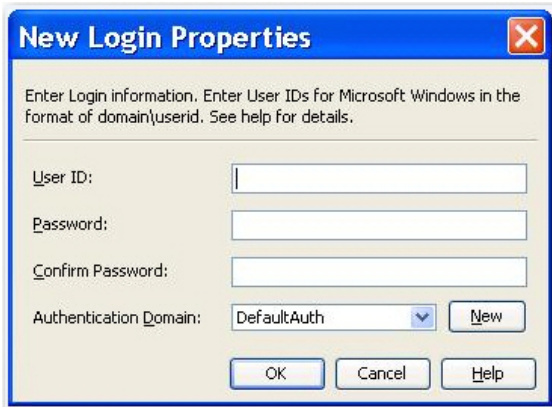 New Login Properties
Enter Login information. Enter User IDs for Microsoft Windows in the
format of domain\userid. See help for details.
User ID:
Password:
Confirm Password:
Authentication Domain: DefaultAuth New
OK Cancel Help